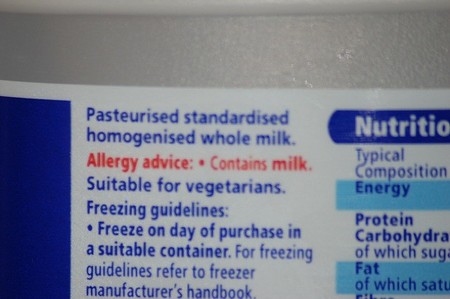 Pasteurised standardised
homogenised whole milk.
Allergy advice: • Contains milk.
Suitable for vegetarians.
Freezing guidelines:
• Freeze on day of purchase in
a suitable container. For freezing
guidelines refer to freezer
manufacturer's handbook.
Nutritio
Typical
Composition
Energy
Protein
Carbohydra
of which suga
Fat
of which satu
Fibre